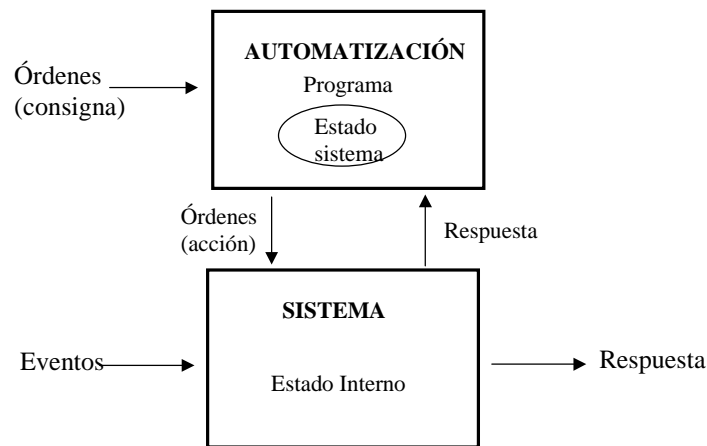 AUTOMATIZACIÓN
Programa
Estado
sistema
Órdenes
(consigna)
Órdenes
(acción)
Respuesta
SISTEMA
Estado Interno
Eventos
Respuesta